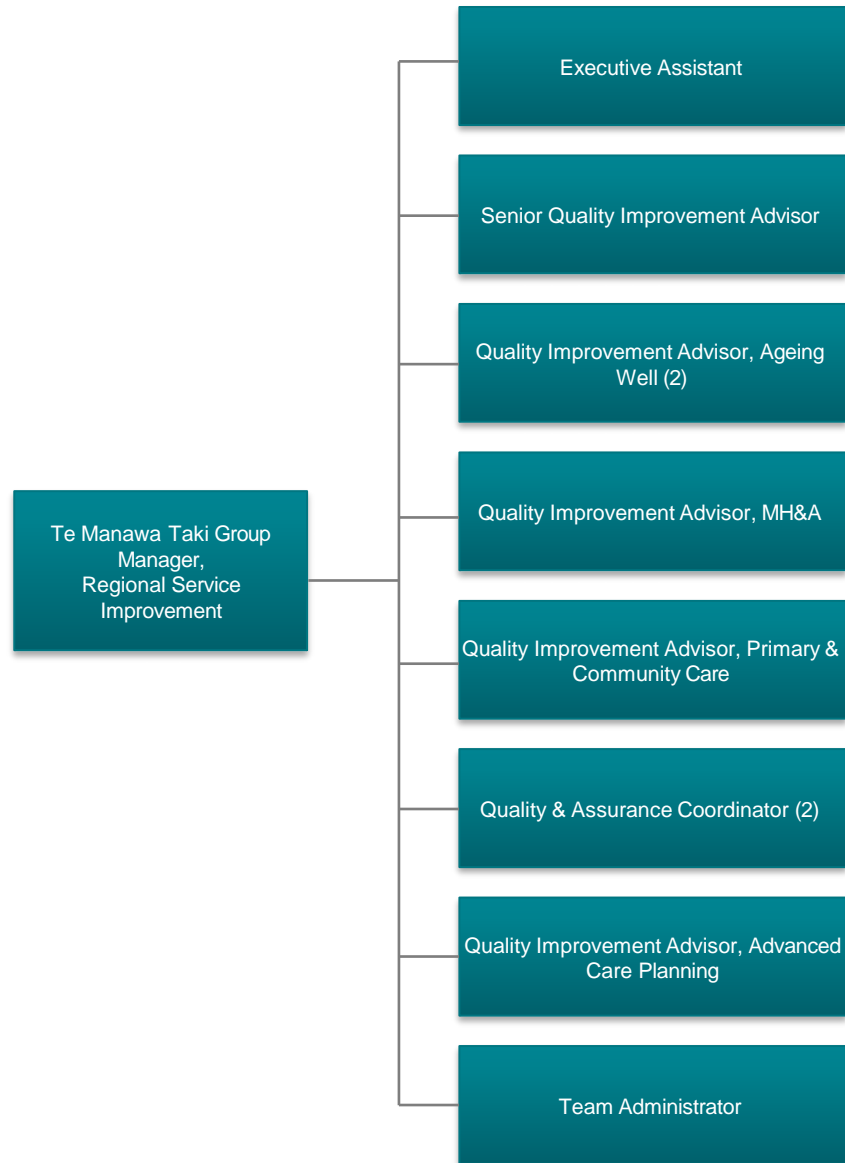 Executive Assistant
Senior Quality Improvement Advisor
Quality Improvement Advisor, Ageing
Well (2)
Quality Improvement Advisor, MH&A
Te Manawa Taki Group
Manager,
Regional Service
Improvement
Quality Improvement Advisor, Primary &
Community Care
Quality & Assurance Coordinator (2)
Quality Improvement Advisor, Advanced
Care Planning
Team Administrator